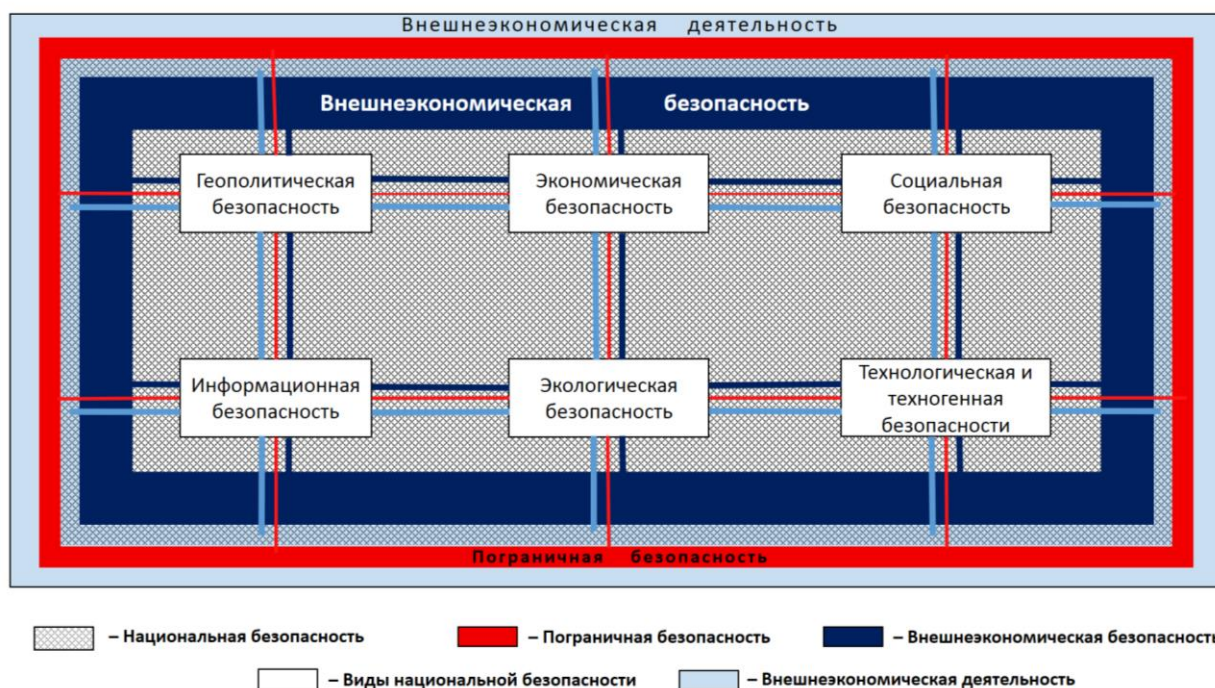 Внешнеэкономическая деятельность
Внешнеэкономическая безопасность
Геополитическая
безопасность
Экономическая
безопасность
Социальная
безопасность
Информационная
безопасность
Экологическая
безопасность
Технологическая и
техногенная
безопасности
Пограничная безопасность
– Национальная безопасность
– Пограничная безопасность
– Внешнеэкономическая безопасность
– Виды национальной безопасности
– Внешнеэкономическая деятельность